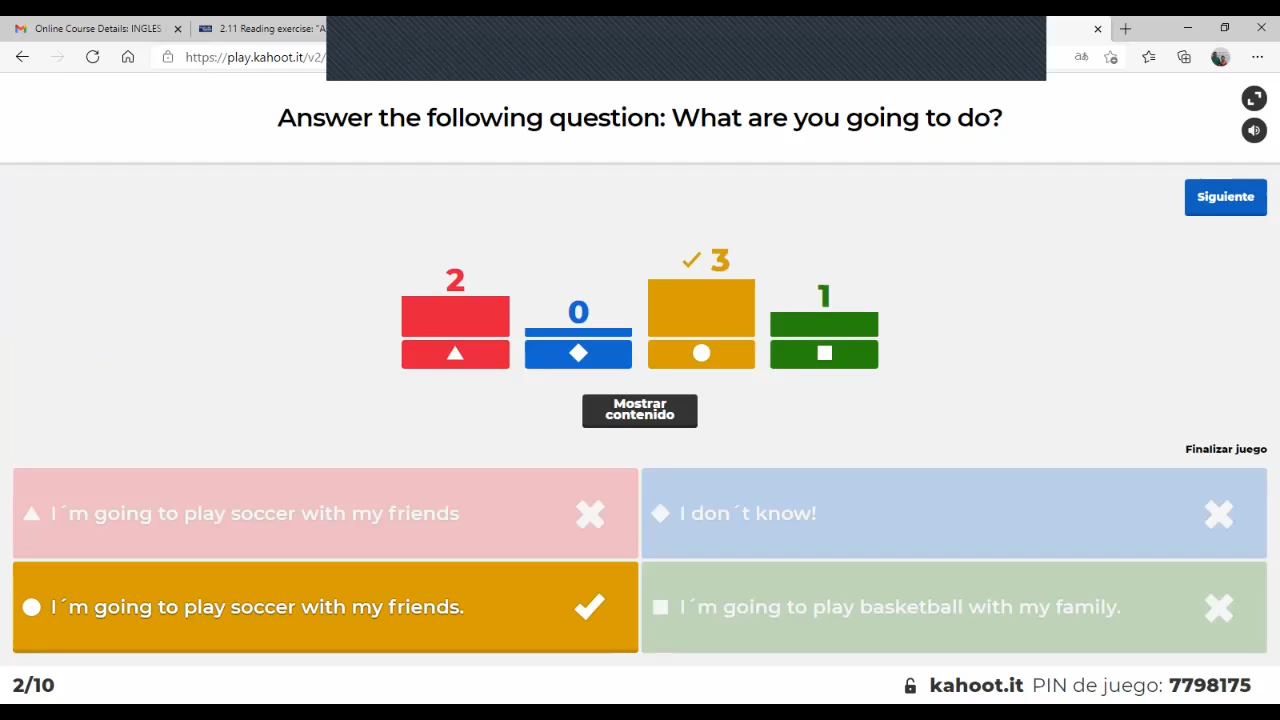 Online Course Details: INGLES
2.11 Reading exercise: "A
https://play.kahoot.it/v2/
Answer the following question: What are you going to do?
Siguiente
2
0
3
1
Mostrar
contenido
Finalizar juego
I´m going to play soccer with my friends
I don´t know!
I´m going to play soccer with my friends.
I´m going to play basketball with my family.
2/10
kahoot.it PIN de juego: 7798175